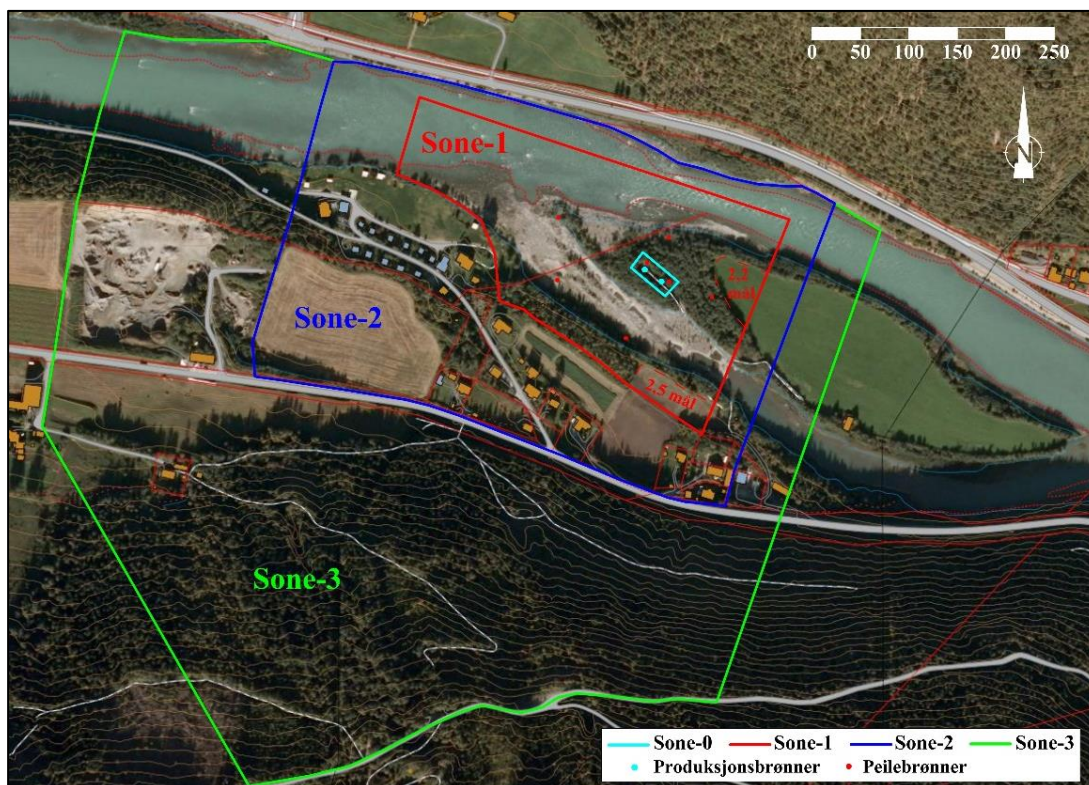 0 50 100 150 200 250
N
Sone-1
2,2
mål
Sone-2
2,5 mål
Sone-3
Sone-0 Sone-1 Sone-2 Sone-3
Produksjonsbrønner Peilebrønner